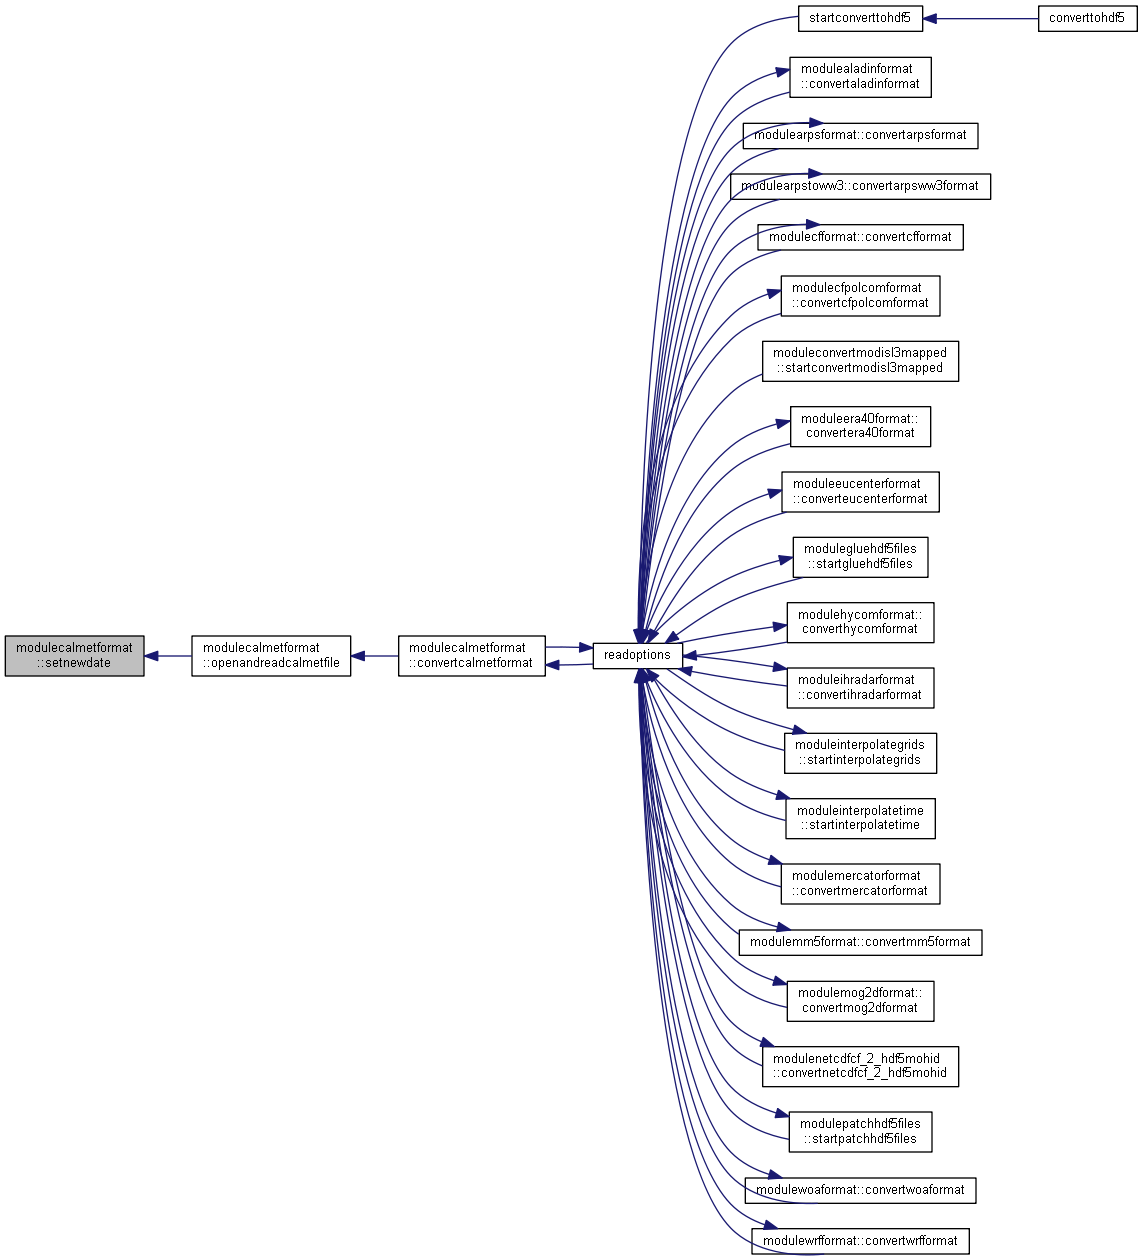 startconverttohdf5
converttohdf5
modulealadinformat
::convertaladinformat
modulearpsformat::convertarpsformat
modulearpstoww3::convertarpsww3format
modulecfformat::convertcfformat
modulecfpolcomformat
::convertcfpolcomformat
moduleconvertmodisl3mapped
::startconvertmodisl3mapped
moduleera40format::
convertera40format
moduleeucenterformat
::converteucenterformat
modulegluehdf5files
::startgluehdf5files
modulehycomformat::
converthycomformat
modulecalmetformat
::setnewdate
modulecalmetformat
::openandreadcalmetfile
modulecalmetformat
::convertcalmetformat
readoptions
moduleihradarformat
::convertihradarformat
moduleinterpolategrids
::startinterpolategrids
moduleinterpolatetime
::startinterpolatetime
modulemercatorformat
::convertmercatorformat
modulemm5format::convertmm5format
modulemog2dformat::
convertmog2dformat
modulenetcdfcf_2_hdf5mohid
::convertnetcdfcf_2_hdf5mohid
modulepatchhdf5files
::startpatchhdf5files
modulewoaformat::convertwoaformat
modulewrfformat::convertwrfformat